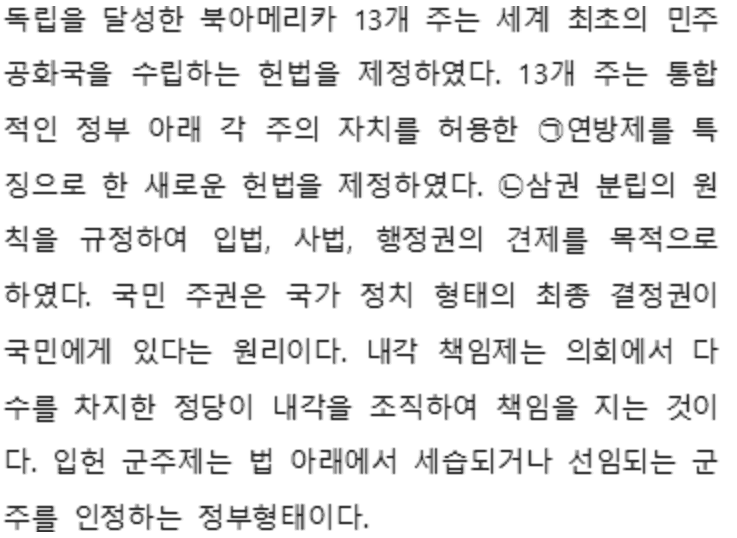 독립을 달성한 북아메리카 13개 주는 세계 최초의 민주
공화국을 수립하는 헌법을 제정하였다. 13개 주는 통합
적인 정부 아래 각 주의 자치를 허용한 ㉠연방제를 특
징으로 한 새로운 헌법을 제정하였다. ㉡삼권 분립의 원
칙을 규정하여 입법, 사법, 행정권의 견제를 목적으로
하였다. 국민 주권은 국가 정치 형태의 최종 결정권이
국민에게 있다는 원리이다. 내각 책임제는 의회에서 다
수를 차지한 정당이 내각을 조직하여 책임을 지는 것이
다. 입헌 군주제는 법 아래에서 세습되거나 선임되는 군
주를 인정하는 정부형태이다.